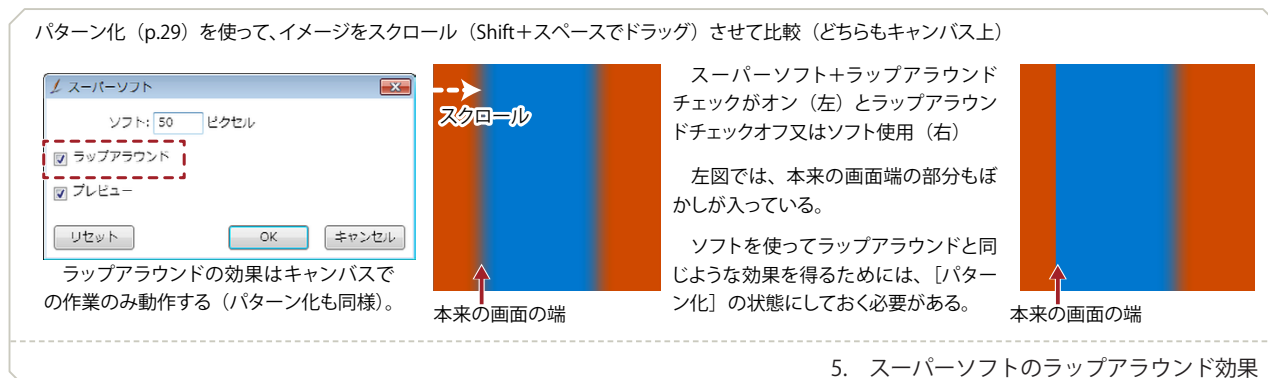 パターン化（p.29）を使って、イメージをスクロール（Shift＋スペースでドラッグ）させて比較（どちらもキャンバス上）
スーパーソフト
ソフト: 50 ピクセル
ラップアラウンド
プレビュー
リセット OK キャンセル
ラップアラウンドの効果はキャンバスで
の作業のみ動作する（パターン化も同様）。
スクロール
本来の画面の端
スーパーソフト＋ラップアラウンド
チェックがオン（左）とラップアラウン
ドチェックオフ又はソフト使用（右）
左図では、本来の画面端の部分もぼ
かしが入っている。
ソフトを使ってラップアラウンドと同
じような効果を得るためには、［パター
ン化］の状態にしておく必要がある。
本来の画面の端
5. スーパーソフトのラップアラウンド効果